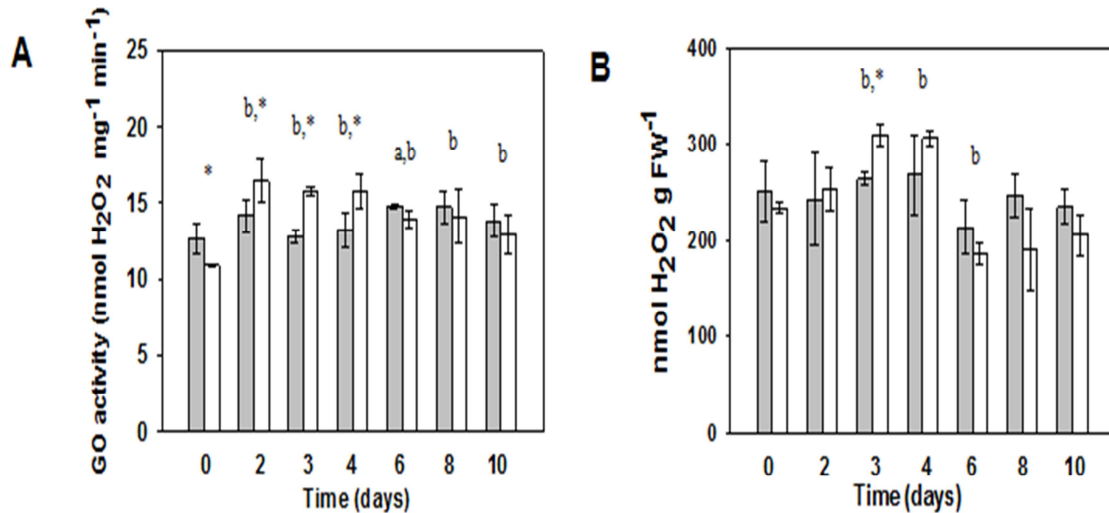 A
GO activity (nmol H₂O₂ mg⁻¹ min⁻¹)
25
20
15
10
5
0
*
b,*
b,*
b,*
a,b
b
b
0 2 3 4 6 8 10
Time (days)
B
nmol H₂O₂ g FW⁻¹
400
300
200
100
0
b,*
b
b
0 2 3 4 6 8 10
Time (days)